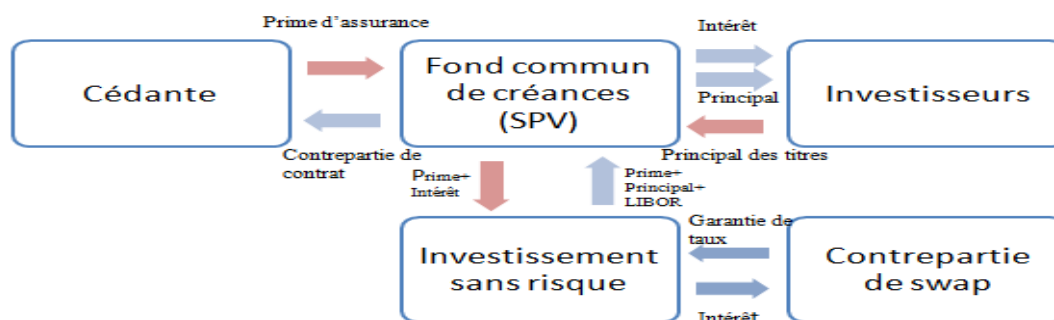 Prime d'assurance
Intérêt
Cédante
Fond commun
de créances
(SPV)
Investisseurs
Principal
Contrepartie de
contrat
Principal des titres
Prime+
Intérêt
Prime+
Principal+
LIBOR
Garantie de
taux
Investissement
sans risque
Contrepartie
de swap
Intérêt